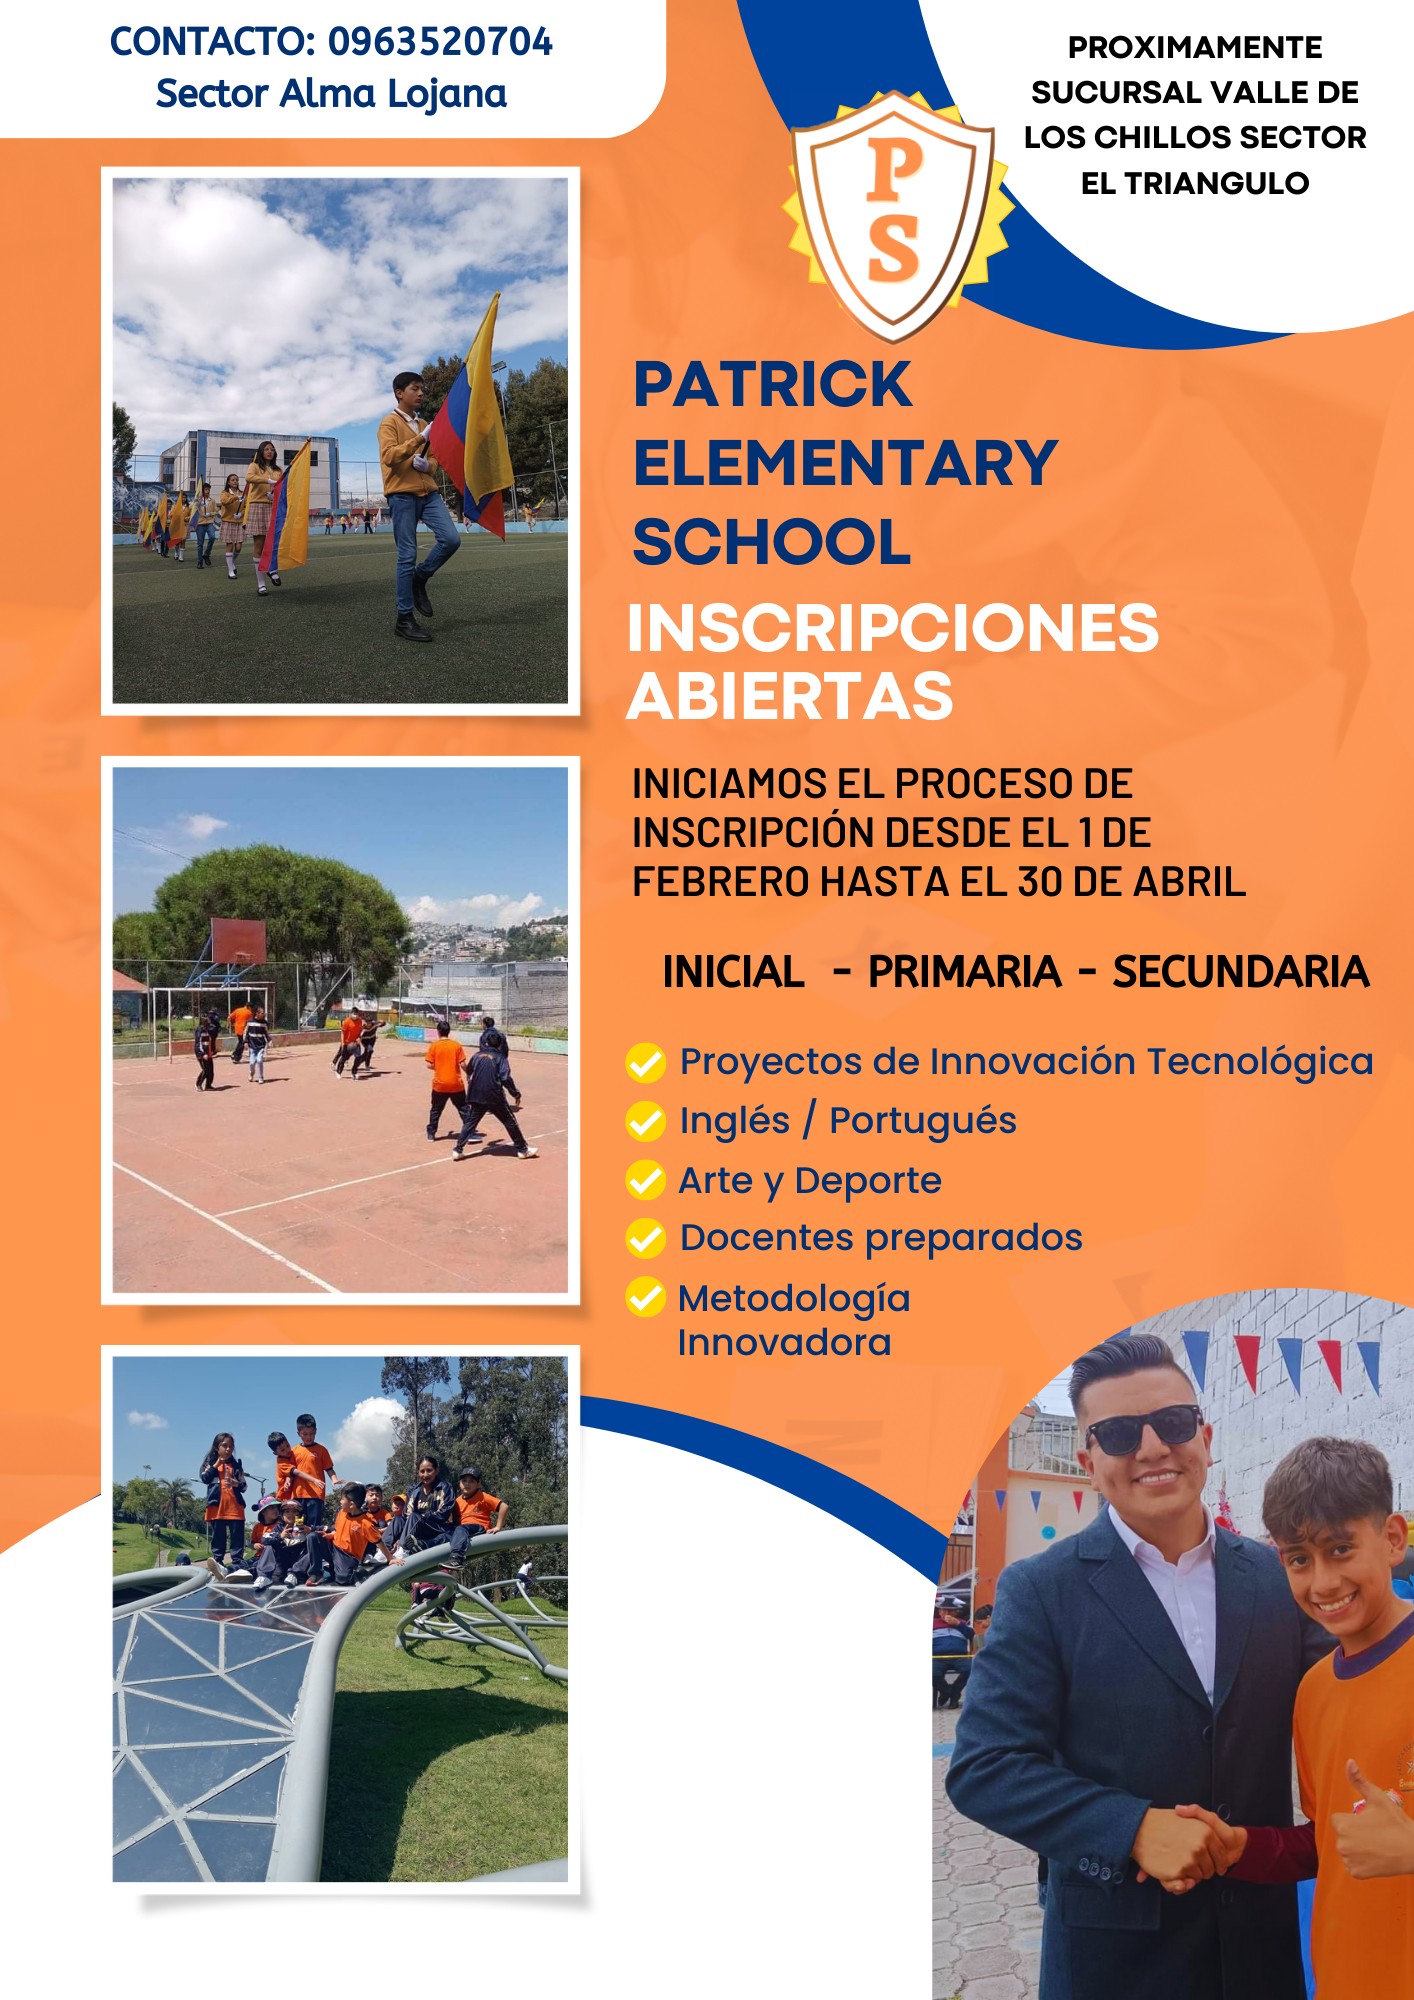 CONTACTO: 0963520704
Sector Alma Lojana
PROXIMAMENTE
SUCURSAL VALLE DE
LOS CHILLOS SECTOR
EL TRIANGULO
P
S
PATRICK
ELEMENTARY
SCHOOL
INSCRIPCIONES
ABIERTAS
INICIAMOS EL PROCESO DE
INSCRIPCIÓN DESDE EL 1 DE
FEBRERO HASTA EL 30 DE ABRIL
INICIAL - PRIMARIA - SECUNDARIA
Proyectos de Innovación Tecnológica
Inglés / Portugués
Arte y Deporte
Docentes preparados
Metodología
Innovadora